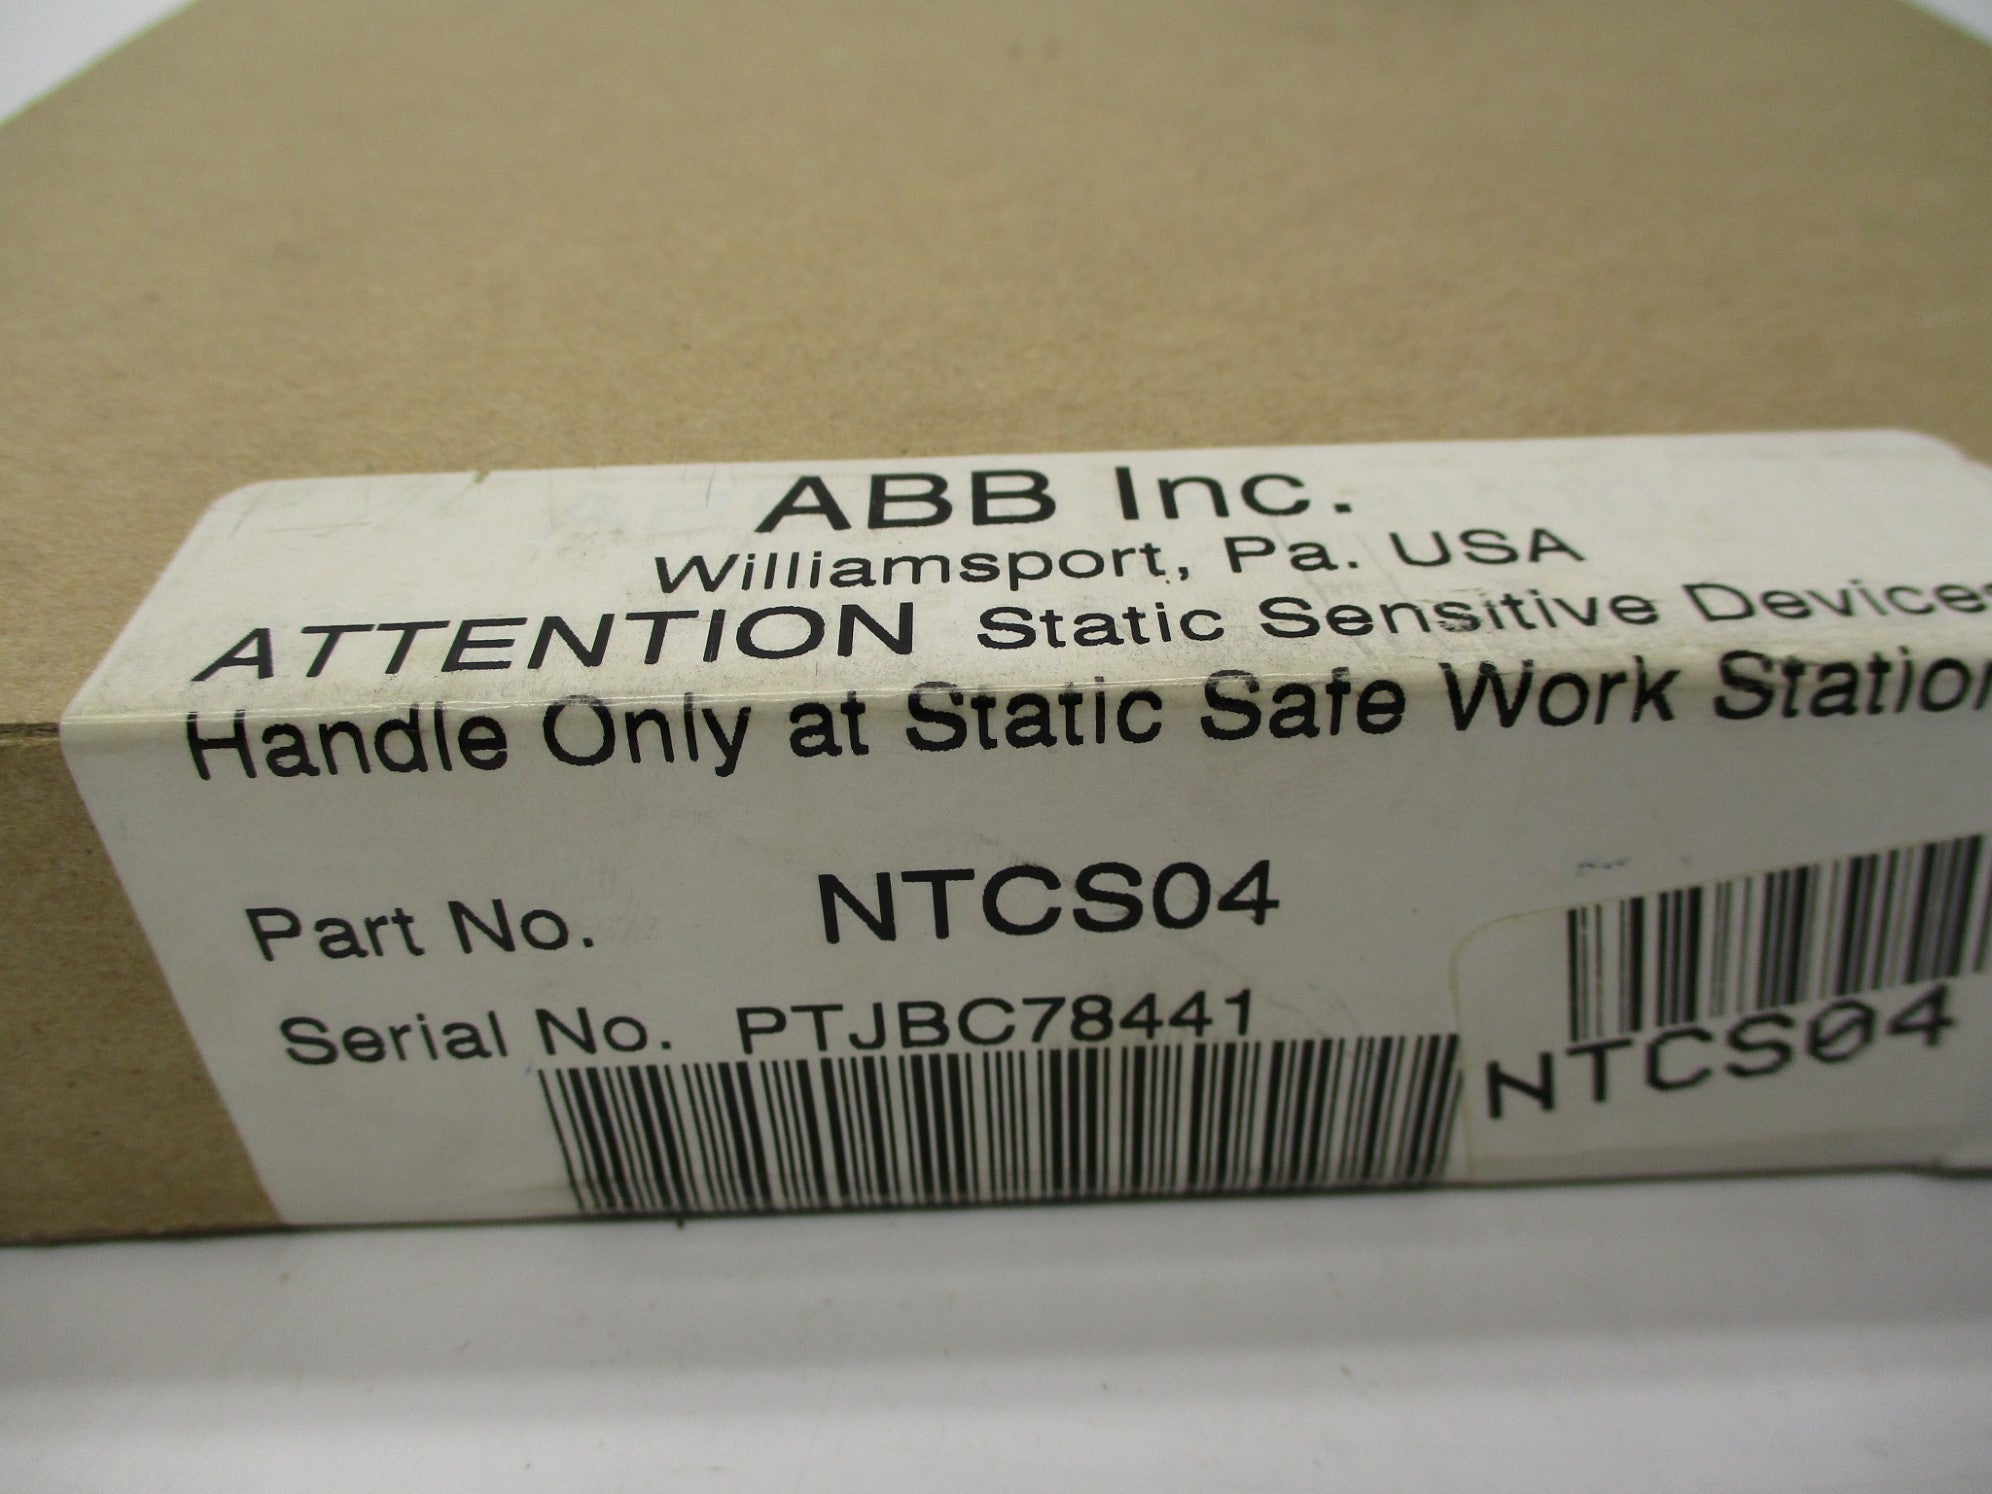 ABB Inc.
Williamsport, Pa. USA
ATTENTION Static Sensitive Devices
Handle Only at Static Safe Work Station
Part No. NTCS04
Serial No. PTJBC78441
NTCS04